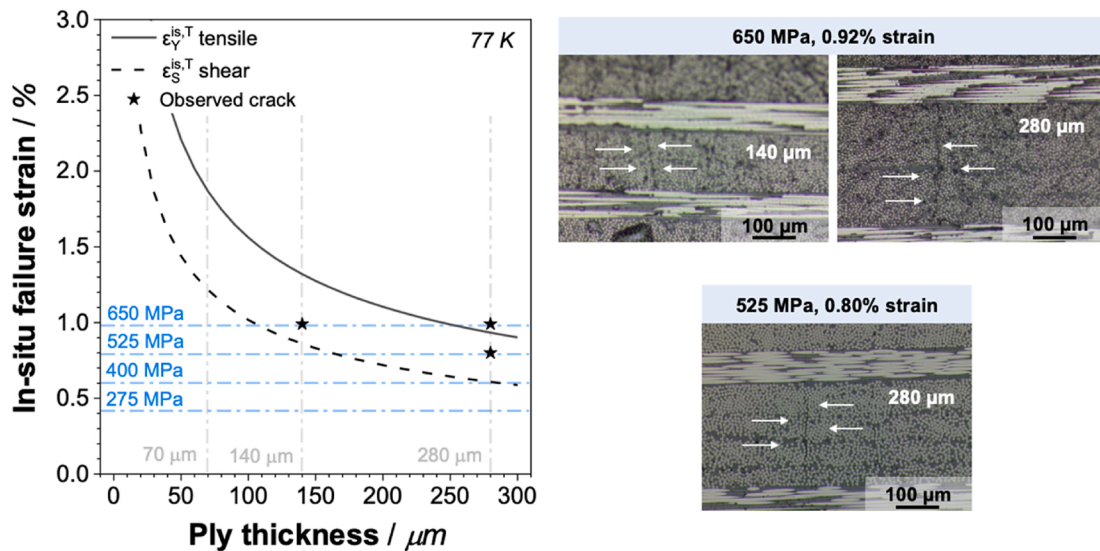 In-situ failure strain / %
3.0
2.5
2.0
1.5
1.0
0.5
0.0
ε_Y^{is,T} tensile
ε_S^{is,T} shear
Observed crack
77 K
650 MPa
525 MPa
400 MPa
275 MPa
70 μm
140 μm
280 μm
0
50
100
150
200
250
300
Ply thickness / μm
650 MPa, 0.92% strain
140 μm
100 μm
280 μm
100 μm
525 MPa, 0.80% strain
280 μm
100 μm